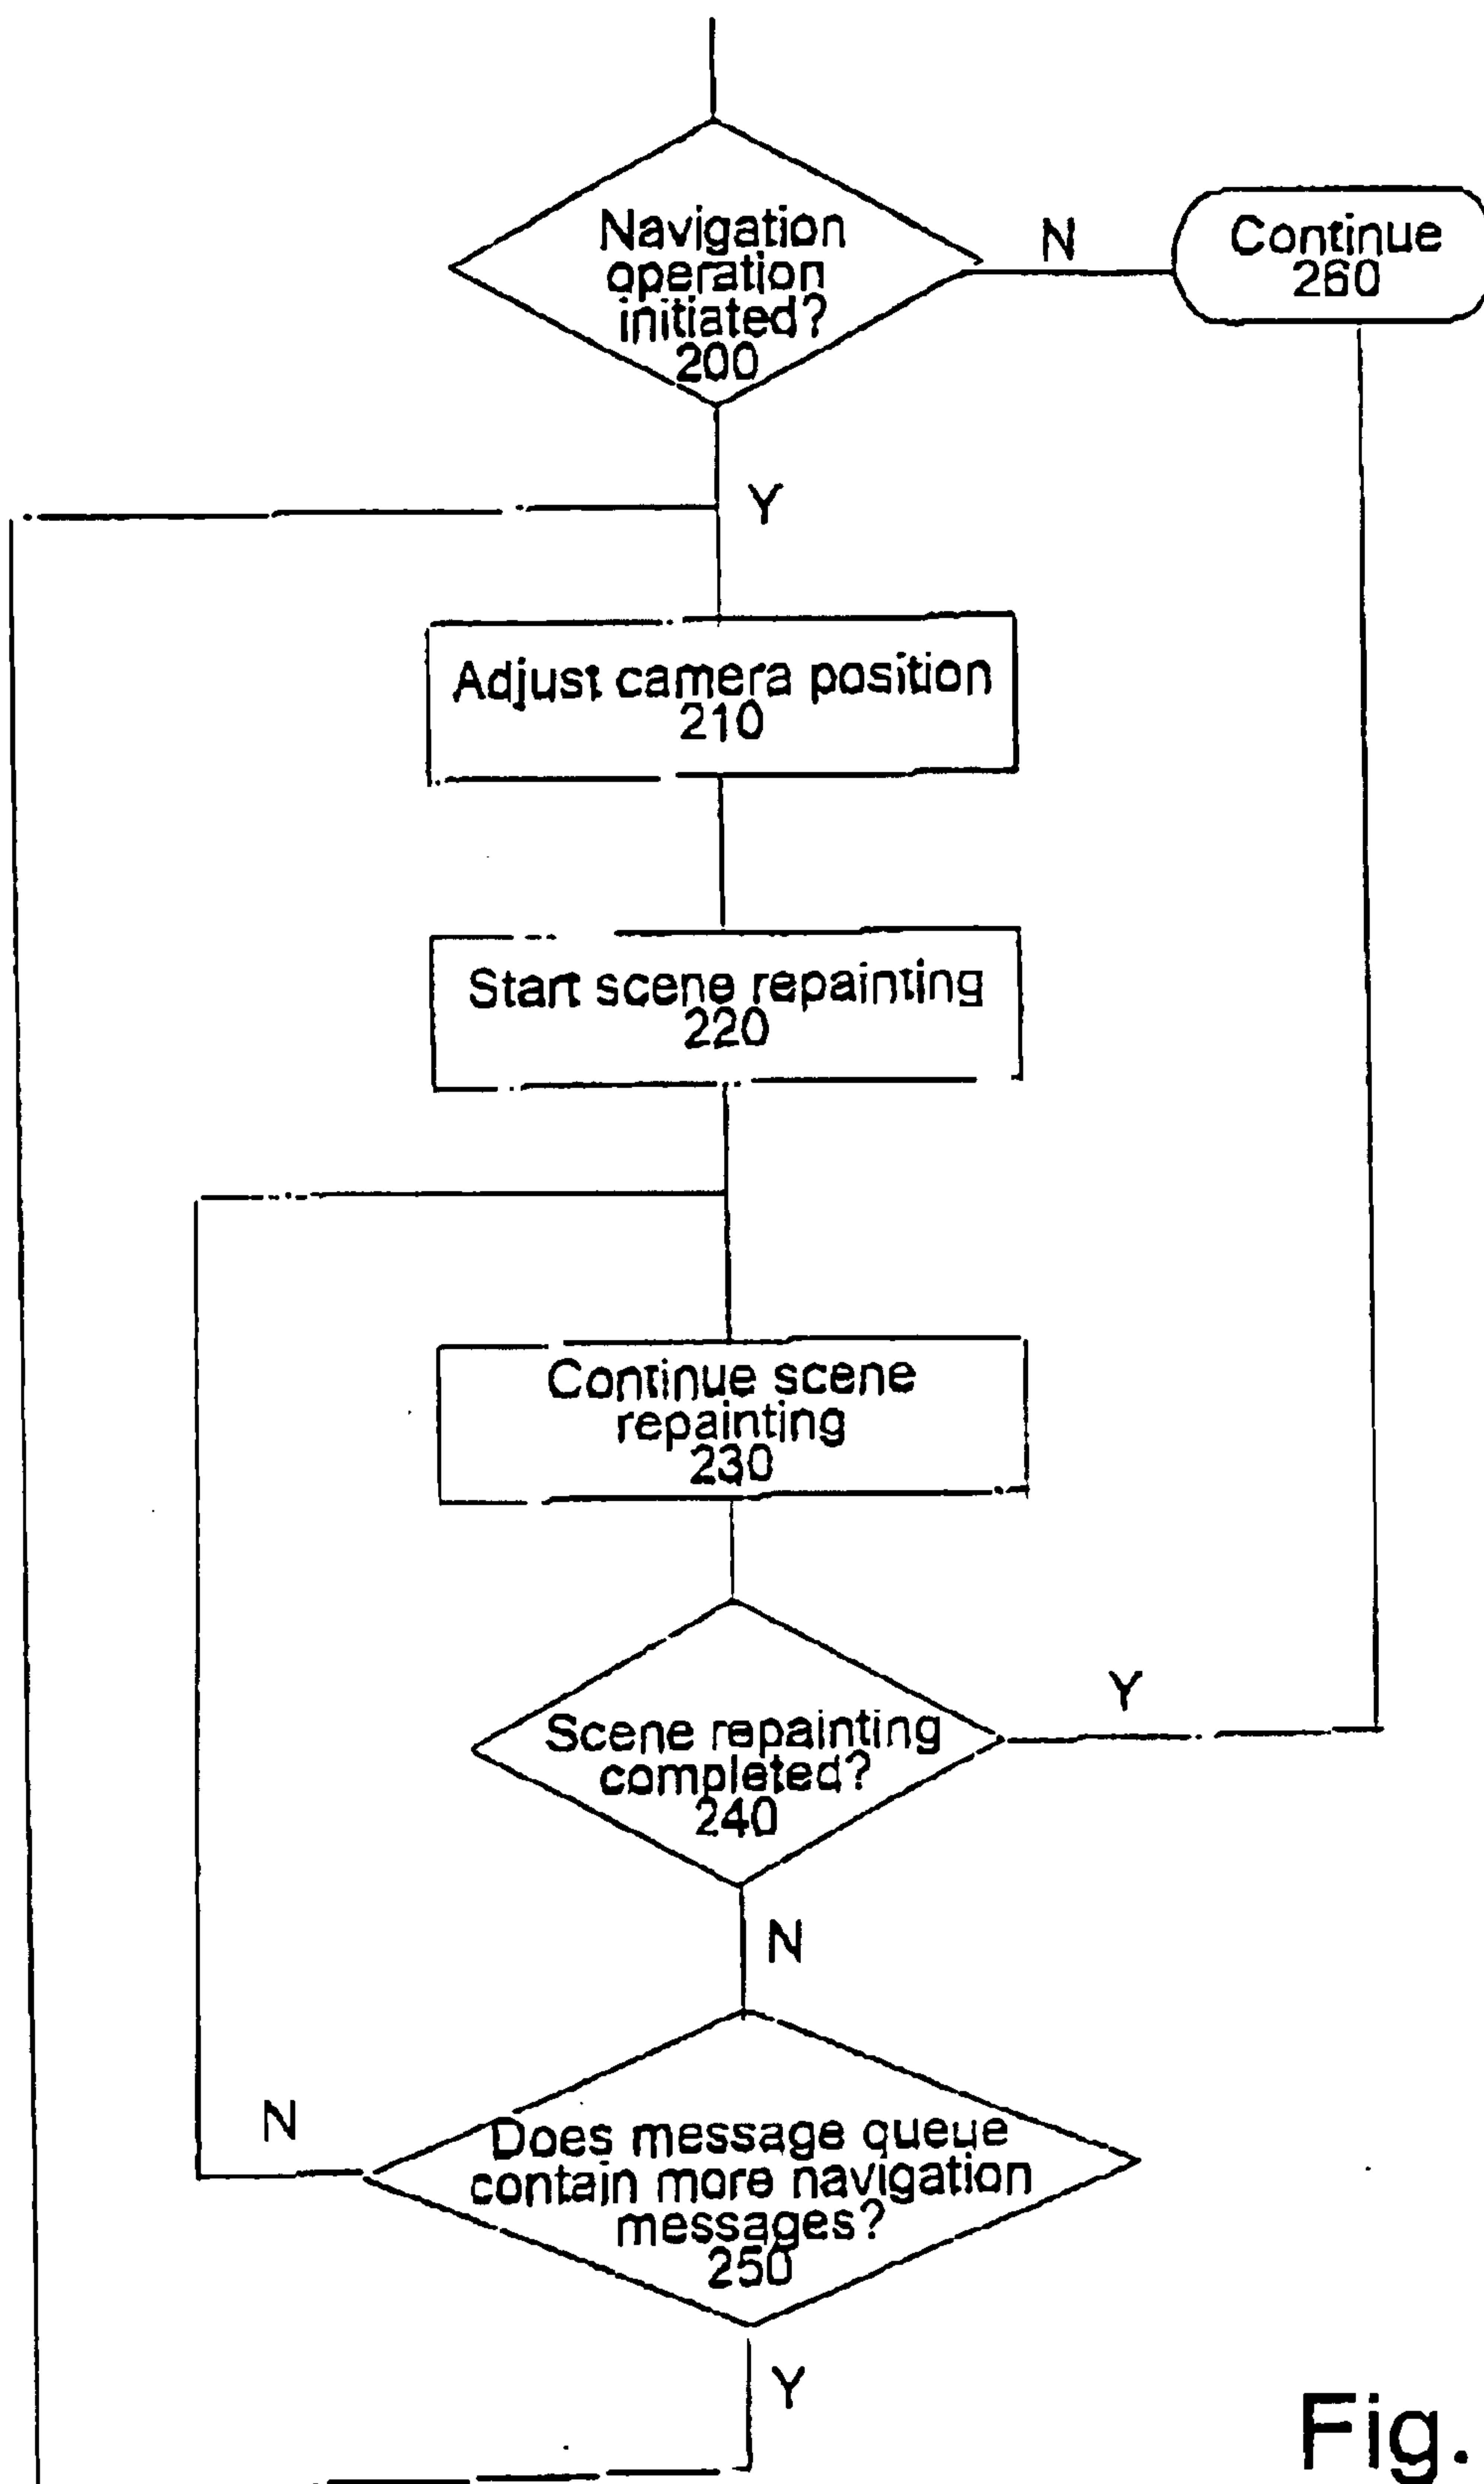 Navigation
operation
initiated?
200
N
Continue
260
Y
Adjust camera position
210
Start scene repainting
220
Continue scene
repainting
230
Scene repainting
completed?
240
Y
N
Does message queue
contain more navigation
messages?
250
N
Y
Fig.